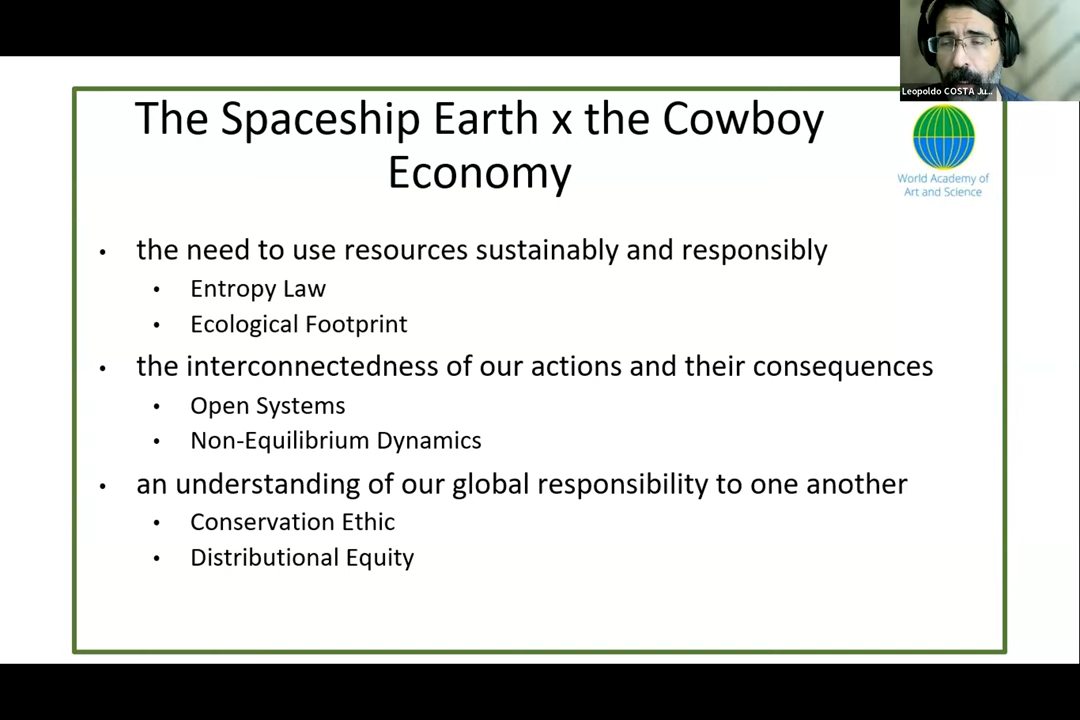 The Spaceship Earth x the Cowboy
Economy
Leopoldo COSTA Ju...
World Academy of
Art and Science
• the need to use resources sustainably and responsibly
• Entropy Law
• Ecological Footprint
• the interconnectedness of our actions and their consequences
• Open Systems
• Non-Equilibrium Dynamics
• an understanding of our global responsibility to one another
• Conservation Ethic
• Distributional Equity